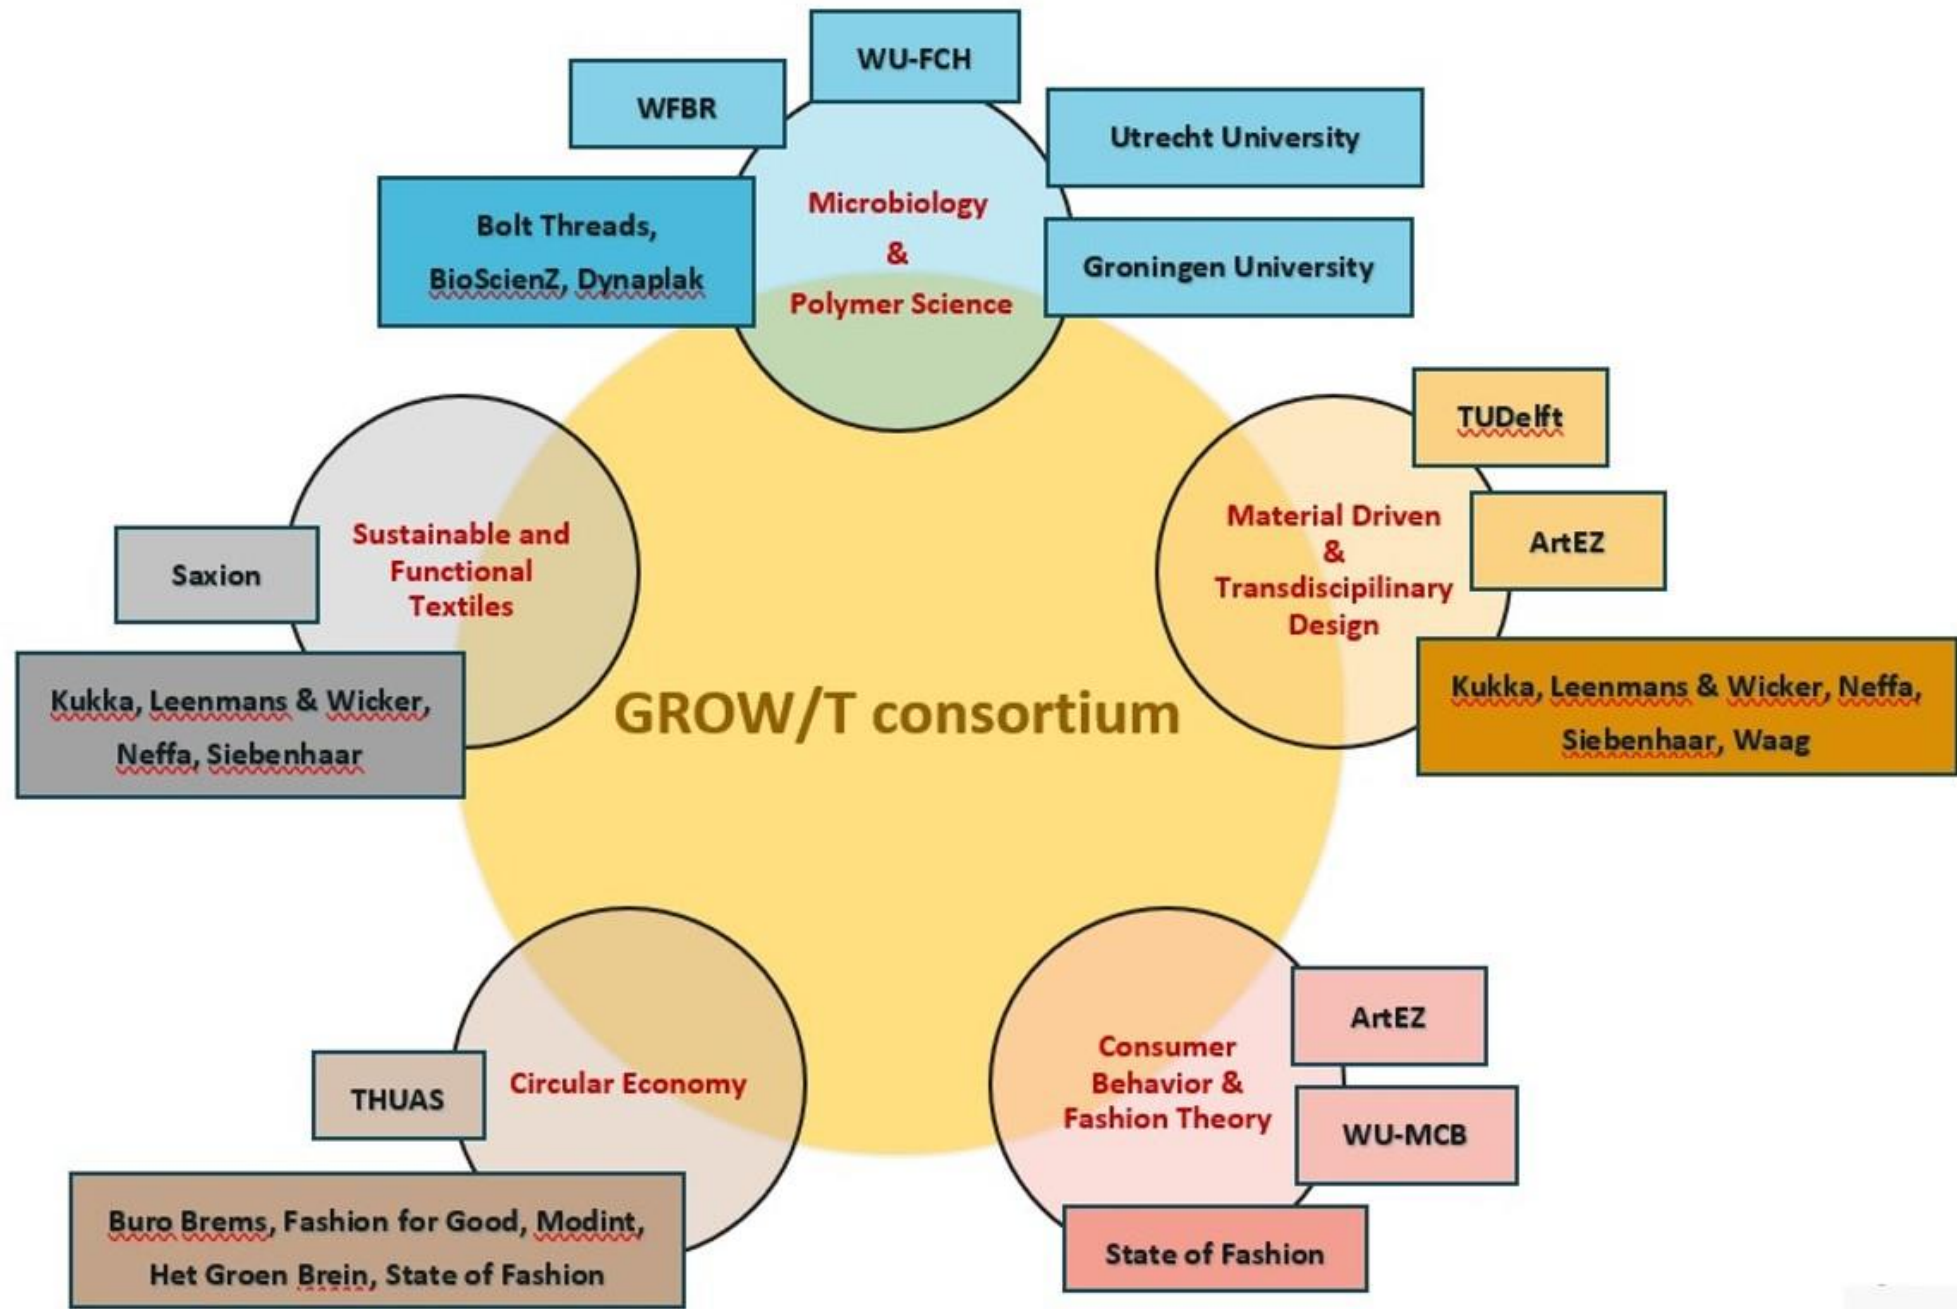 WU-FCH
WFBR
Utrecht University
Bolt Threads,
BioScienZ, Dynaplak
Microbiology
&
Polymer Science
Groningen University
TUDelft
ArtEZ
Material Driven
&
Transdiscipilinary
Design
Kukka, Leenmans & Wicker, Neffa,
Siebenhaar, Waag
Sustainable and
Functional
Textiles
Saxion
Kukka, Leenmans & Wicker,
Neffa, Siebenhaar
GROW/T consortium
Circular Economy
THUAS
Buro Brems, Fashion for Good, Modint,
Het Groen Brein, State of Fashion
Consumer
Behavior &
Fashion Theory
ArtEZ
WU-MCB
State of Fashion